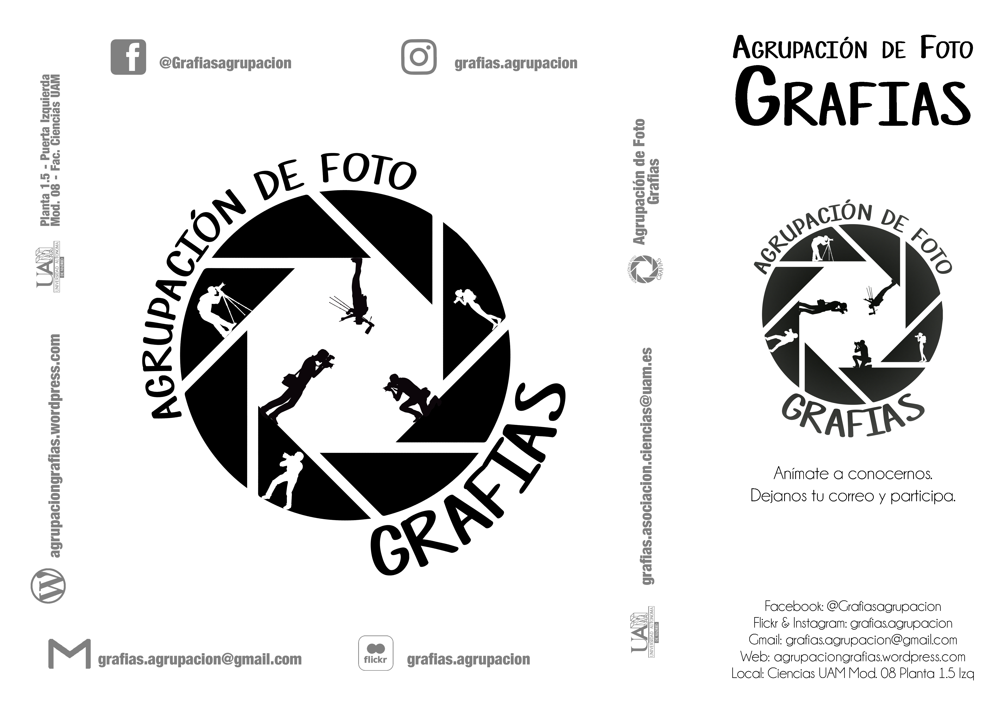 @Grafiasagrupacion
grafias.agrupacion
Planta 1.5 - Puerta Izquierda
Mod. 08 - Fac. Ciencias UAM
UAM
UNIVERSIDAD AUTONOMA
DE MADRID
agrupaciongrafias.wordpress.com
W
AGRUPACIÓN DE FOTO
GRAFIAS
M grafias.agrupacion@gmail.com
flickr
grafias.agrupacion
Agrupación de Foto
Grafias
AGRUPACIÓN DE FOTO
GRAFIAS
grafias.asociacion.ciencias@uam.es
UAM
UNIVERSIDAD AUTONOMA
DE MADRID
AGRUPACIÓN DE FOTO
GRAFIAS
AGRUPACIÓN DE FOTO
GRAFIAS
Anímate a conocernos.
Dejanos tu correo y participa.
Facebook: @Grafiasagrupacion
Flickr & Instagram: grafias.agrupacion
Gmail: grafias.agrupacion@gmail.com
Web: agrupaciongrafias.wordpress.com
Local: Ciencias UAM Mod. 08 Planta 1.5 Izq